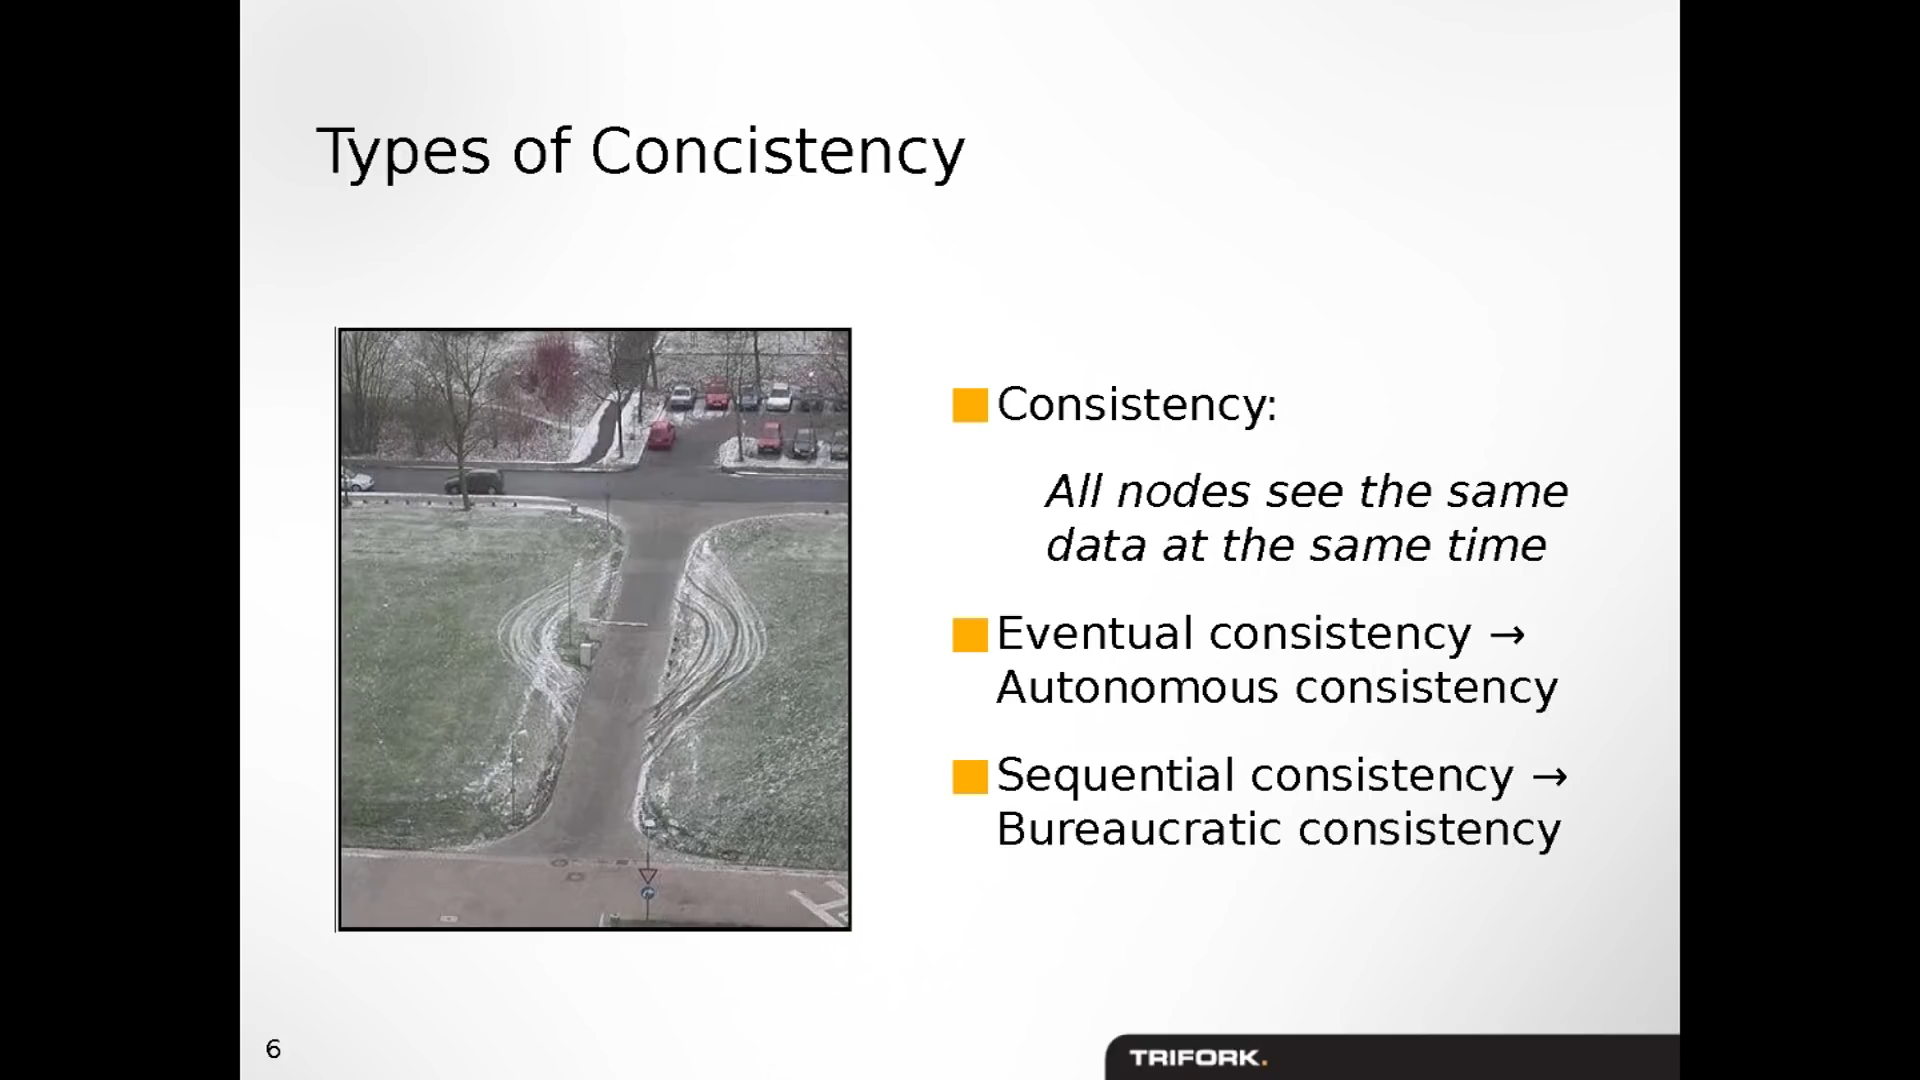 Types of Concistency
Consistency:
All nodes see the same
data at the same time
Eventual consistency →
Autonomous consistency
Sequential consistency →
Bureaucratic consistency
6
TRIFORK.